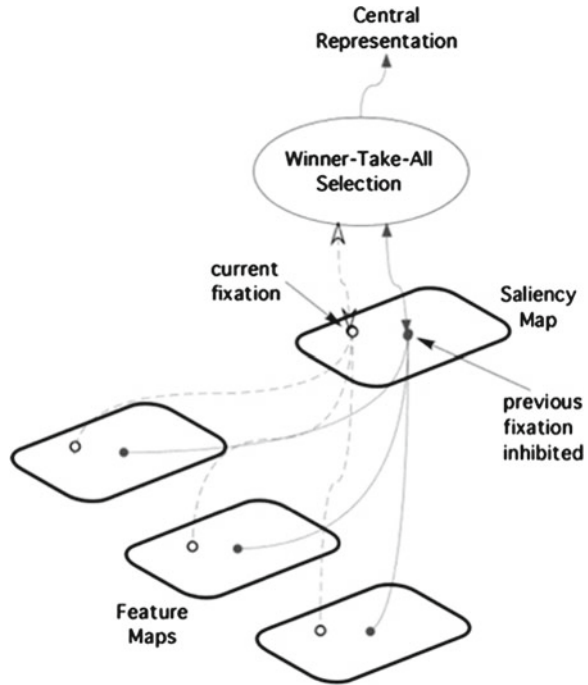 Central
Representation
Winner-Take-All
Selection
current
fixation
Saliency
Map
previous
fixation
inhibited
Feature
Maps